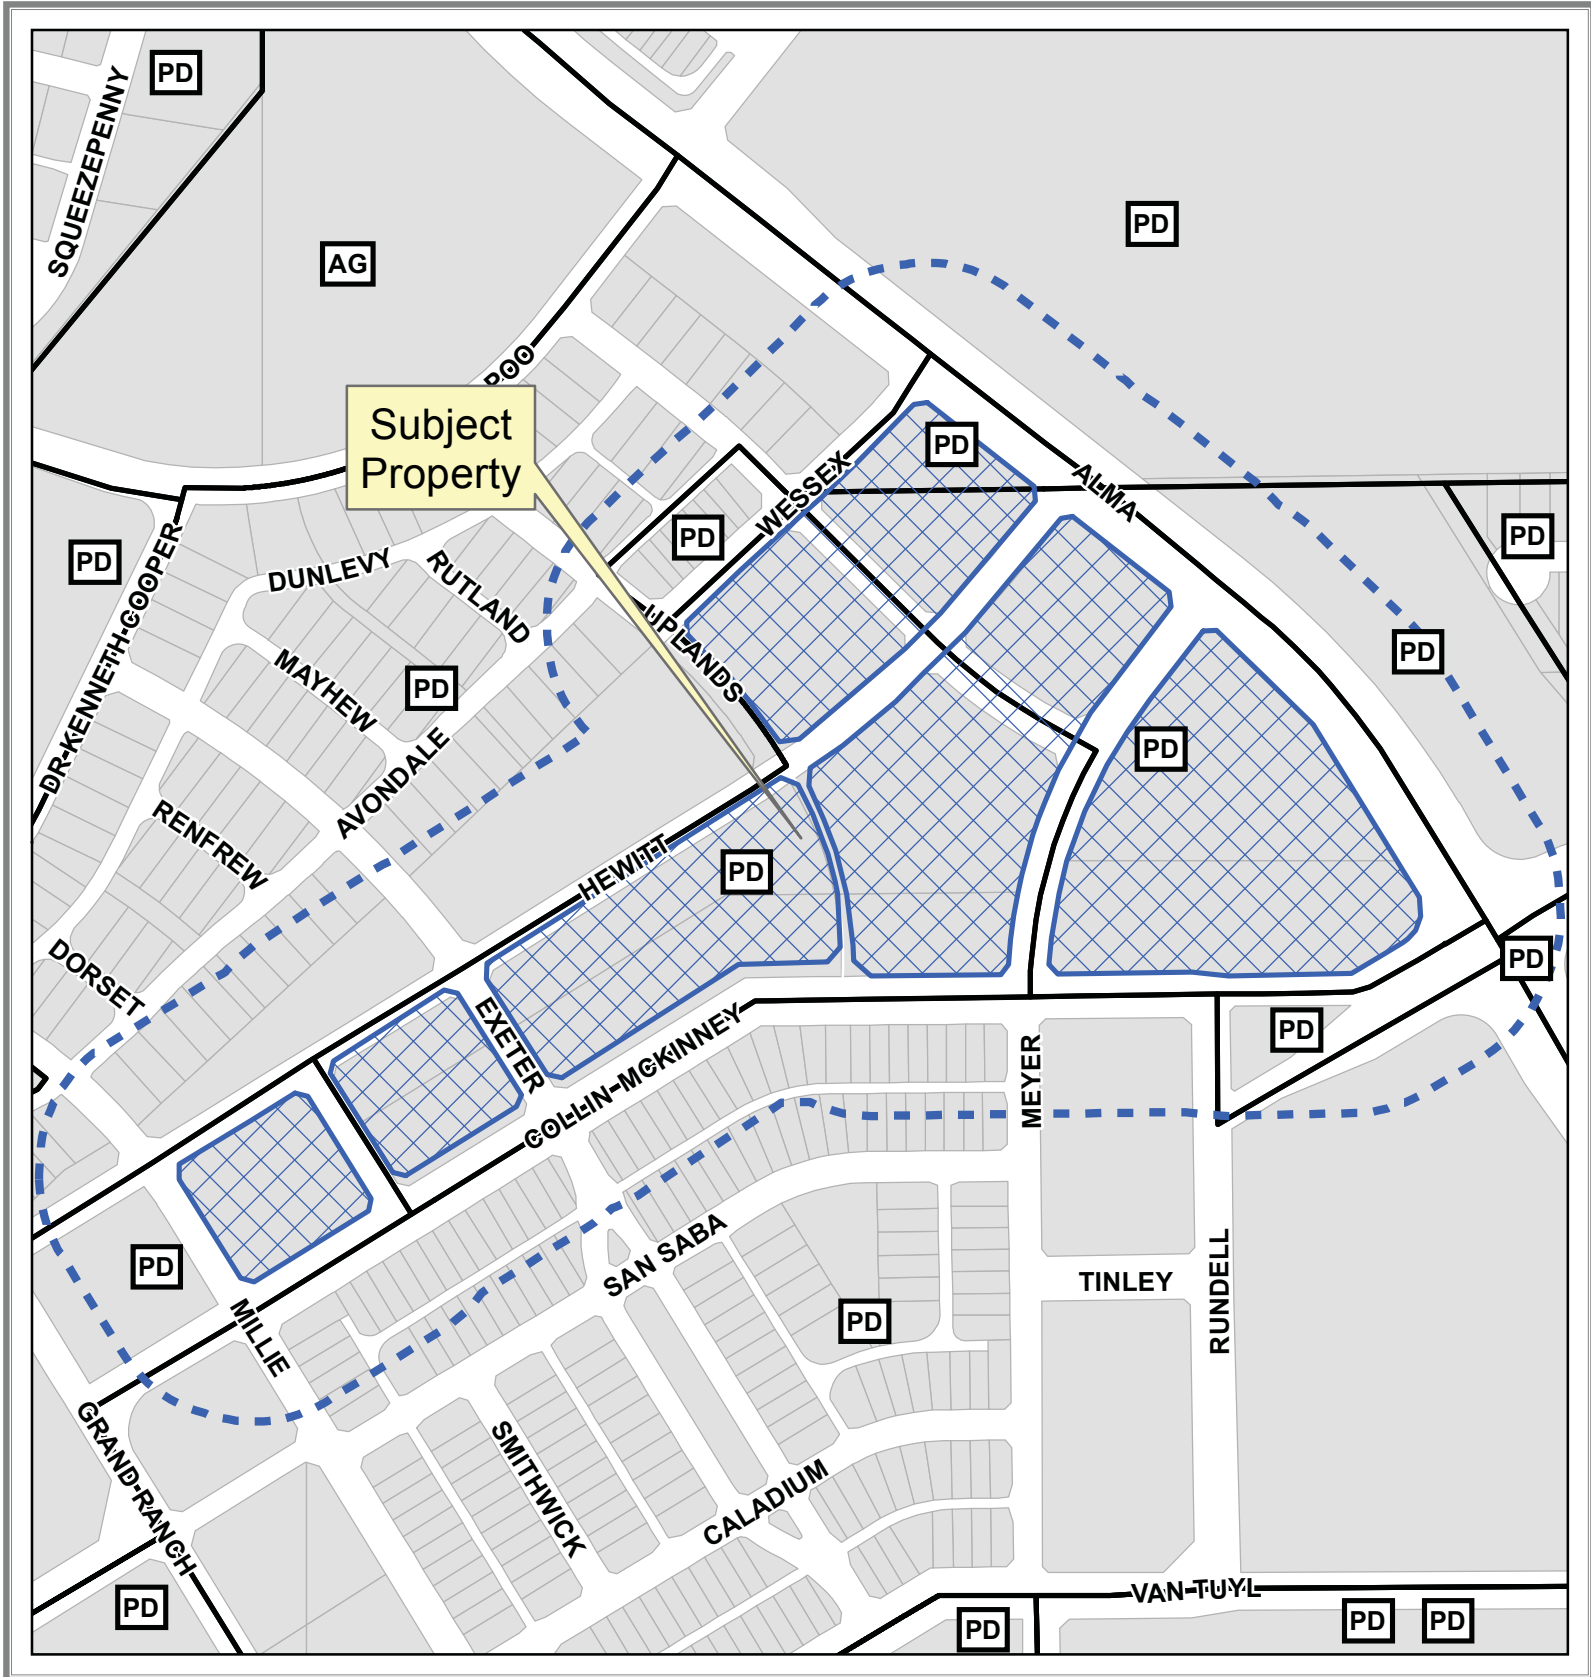 PD
SQUEEZEPENNY
PD
AG
ROO
Subject
Property
PD
WESSEX
ALMA
PD
PD
PD
DR-KENNETH-COOPER
DUNLEVY
RUTLAND
UPLANDS
PD
MAYHEW
PD
PD
AVONDALE
RENFREW
HEWITT
PD
DORSET
PD
EXETER
COLLIN-MCKINNEY
MEYER
PD
SAN SABA
PD
MILLIE
TINLEY
RUNDELL
PD
GRAND-RANCH
SMITHWICK
CALADIUM
VAN-TUYL
PD
PD
PD
PD